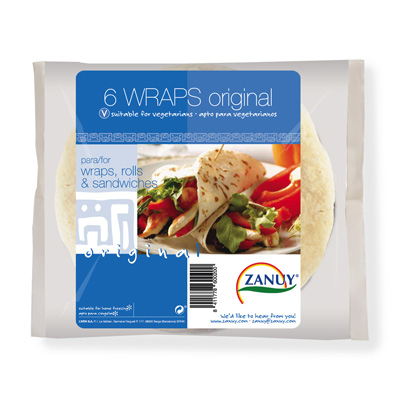 6 WRAPS original
V suitable for vegetarians - apto para vegetarianos
para/for
wraps, rolls
& sandwiches
original
ZANUY®
suitable for home freezing
apto para congelar
We'd like to hear from you!
zanuy.com - zanuy@zanuy.com